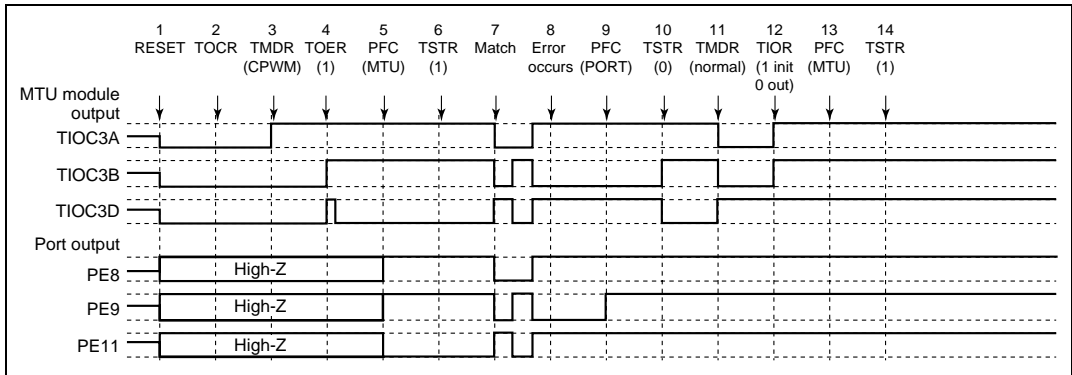 1 2 3 4 5 6 7 8 9 10 11 12 13 14
RESET TOCR TMDR TOER PFC TSTR Match Error PFC TSTR TMDR TIOR PFC TSTR
(CPWM) (1) (MTU) (1) occurs (PORT) (0) (normal) (1 init (MTU) (1)
0 out)
MTU module
output
TIOC3A
TIOC3B
TIOC3D
Port output
PE8 High-Z
PE9 High-Z
PE11 High-Z